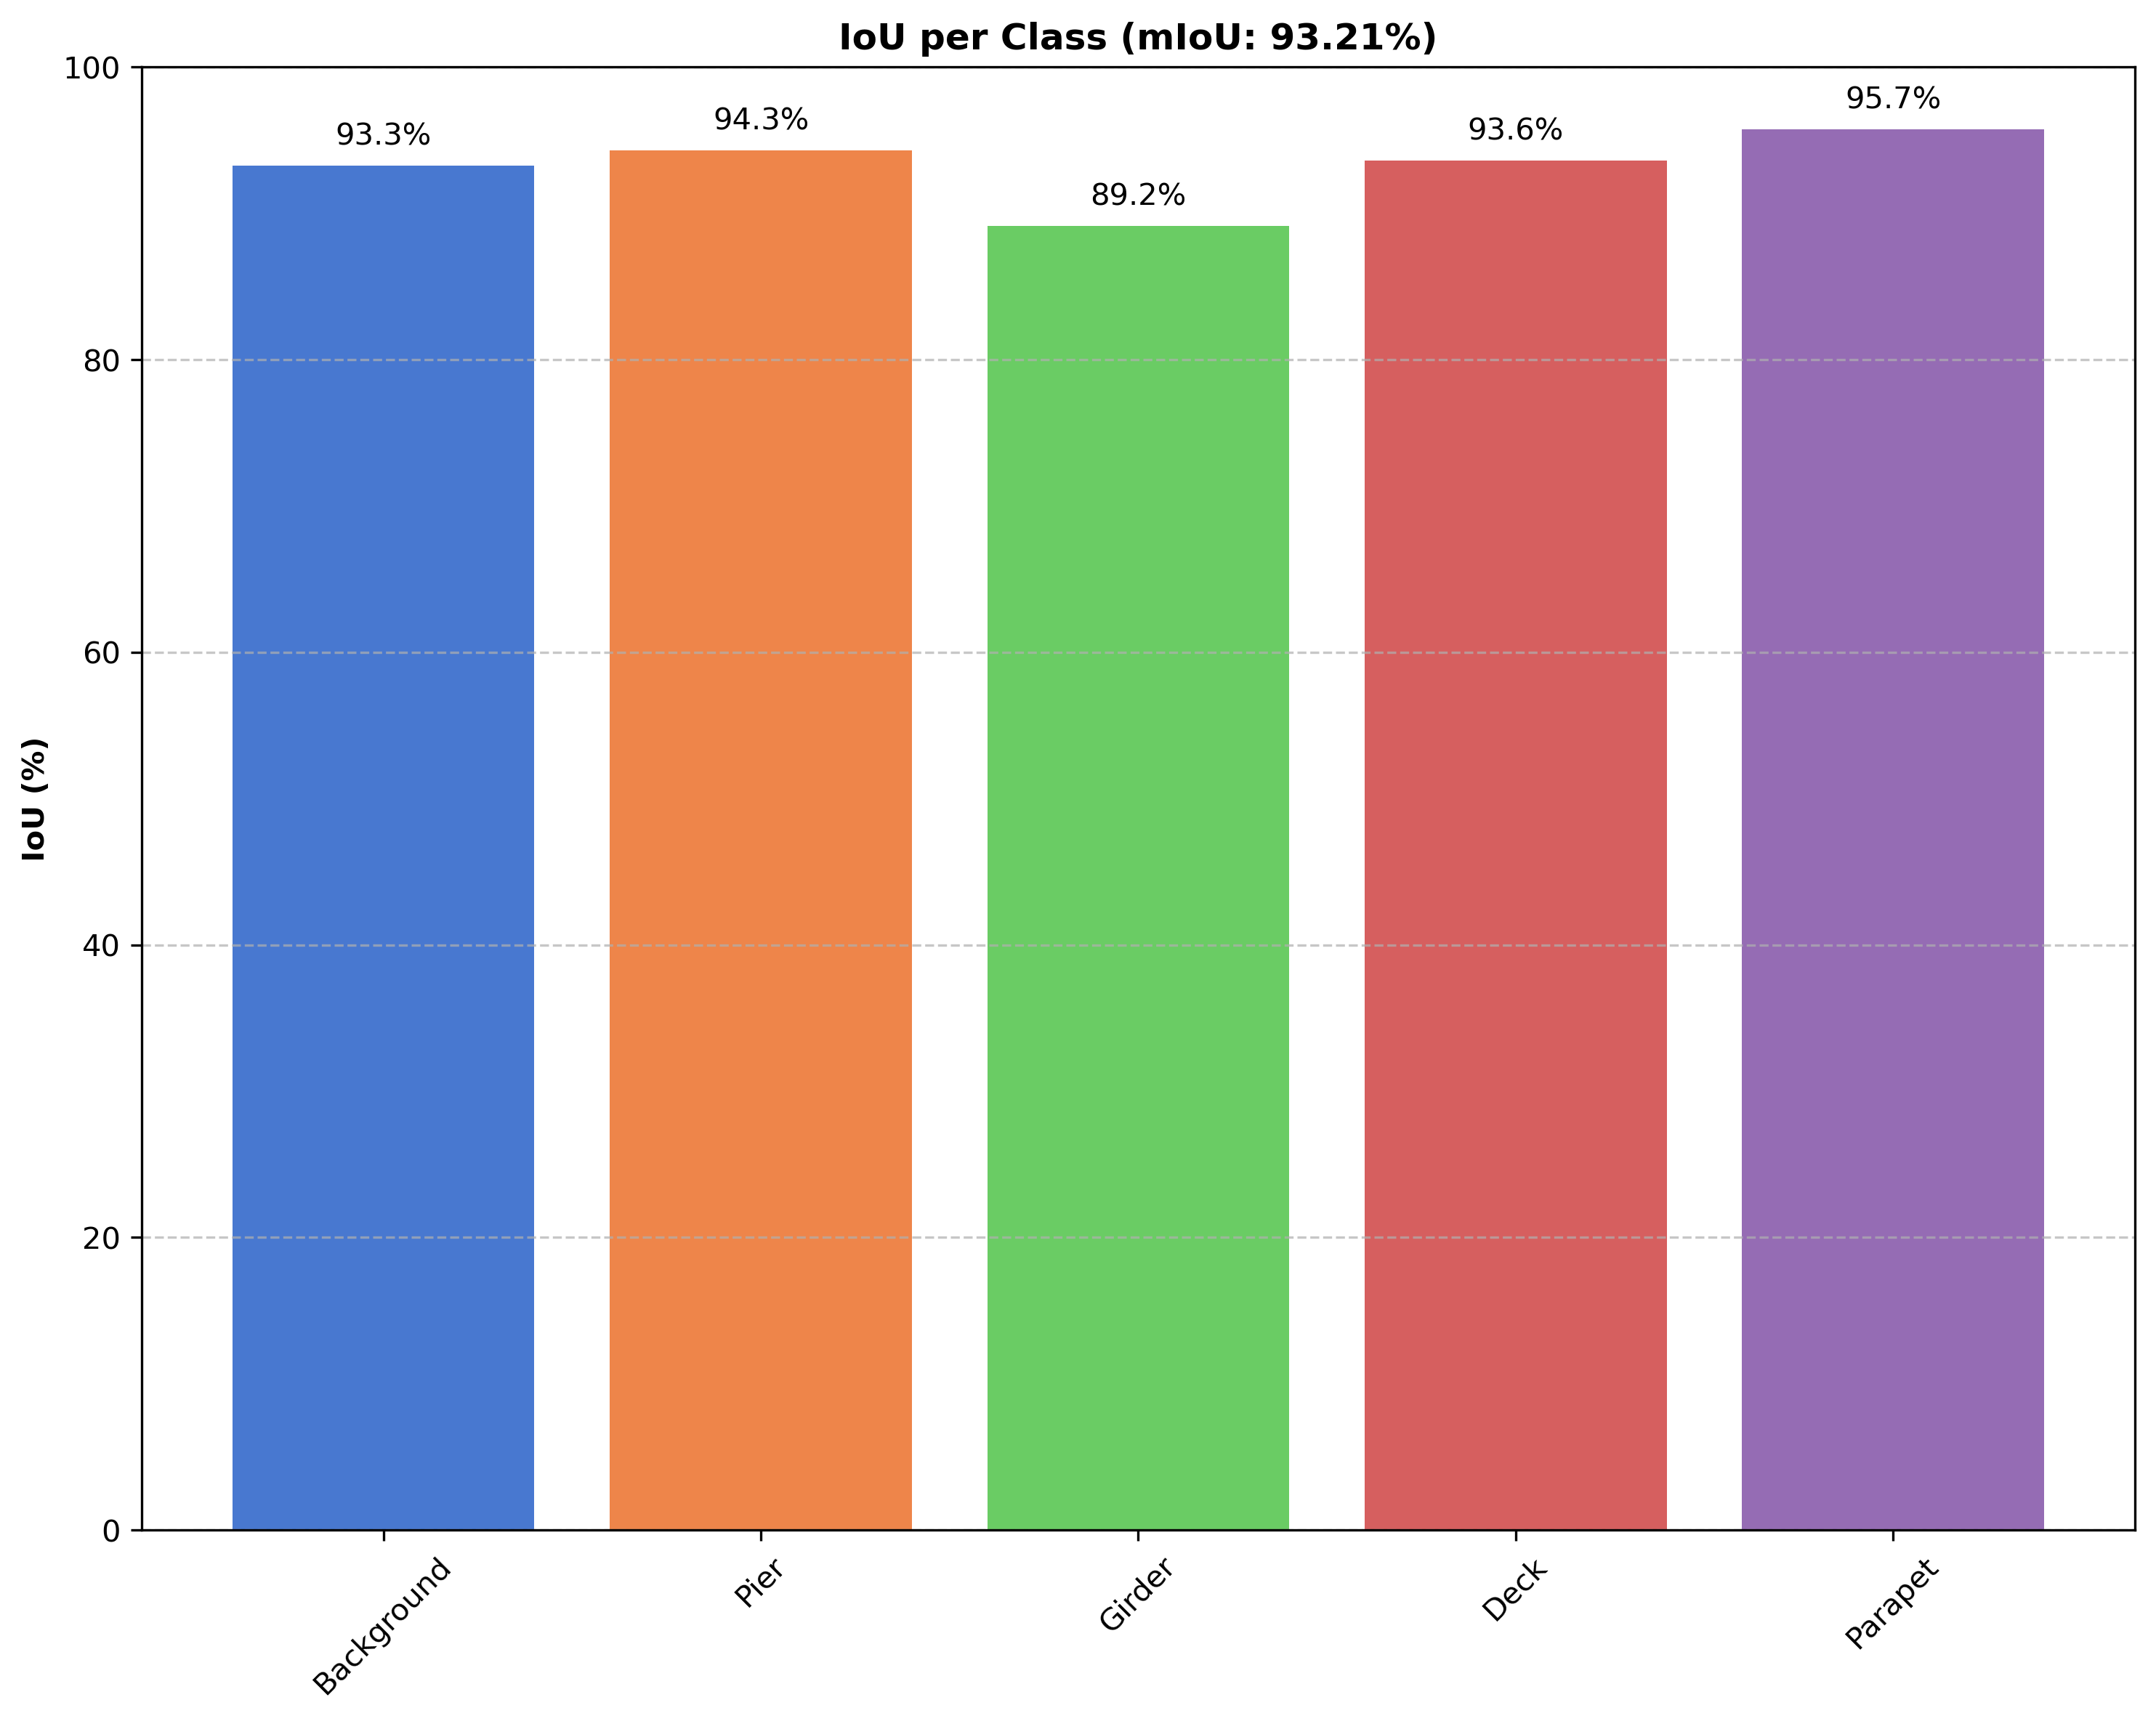 IoU per Class (mIoU: 93.21%)
100
80
60
40
20
0
IoU (%)
93.3%
94.3%
89.2%
93.6%
95.7%
Background
Pier
Girder
Deck
Parapet